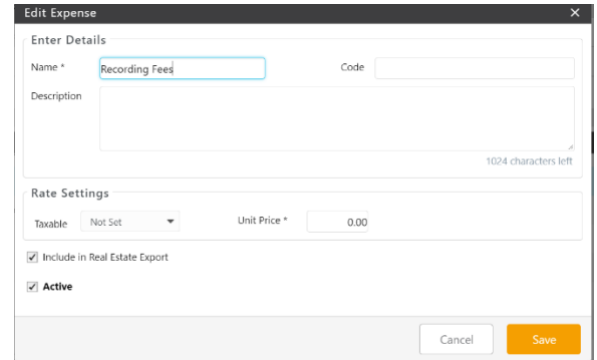 Edit Expense ×
Enter Details
Name * Recording Fees Code
Description
1024 characters left
Rate Settings
Taxable Not Set Unit Price * 0.00
Include in Real Estate Export
Active
Cancel Save